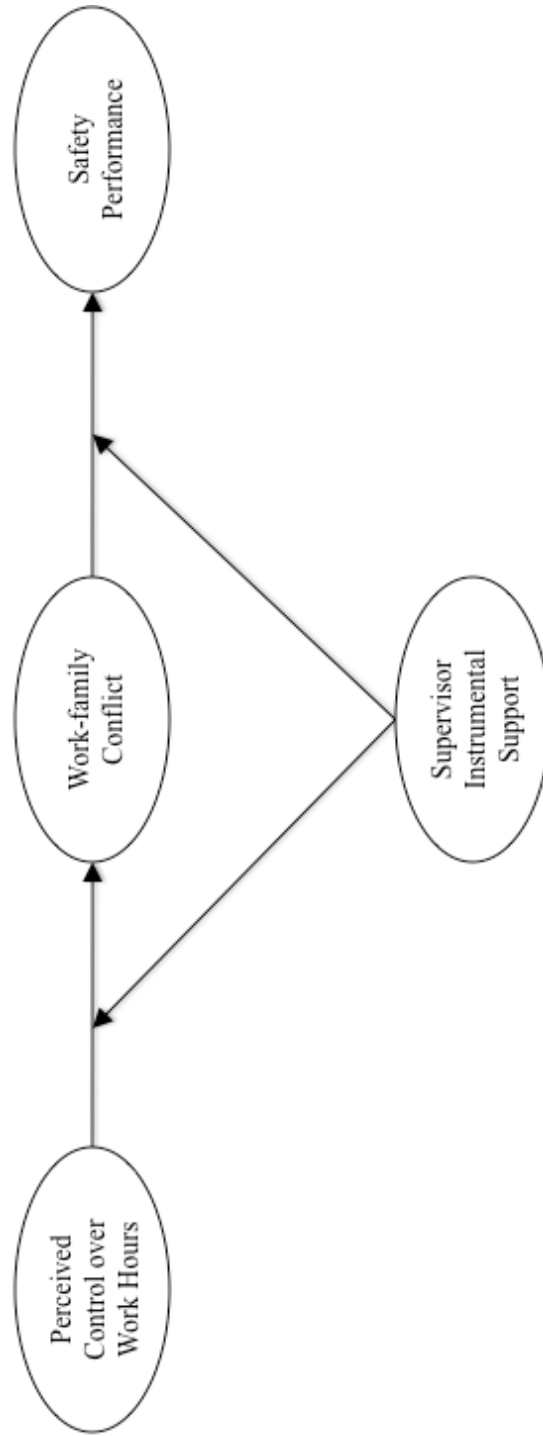 Perceived
Control over
Work Hours
Work-family
Conflict
Safety
Performance
Supervisor
Instrumental
Support